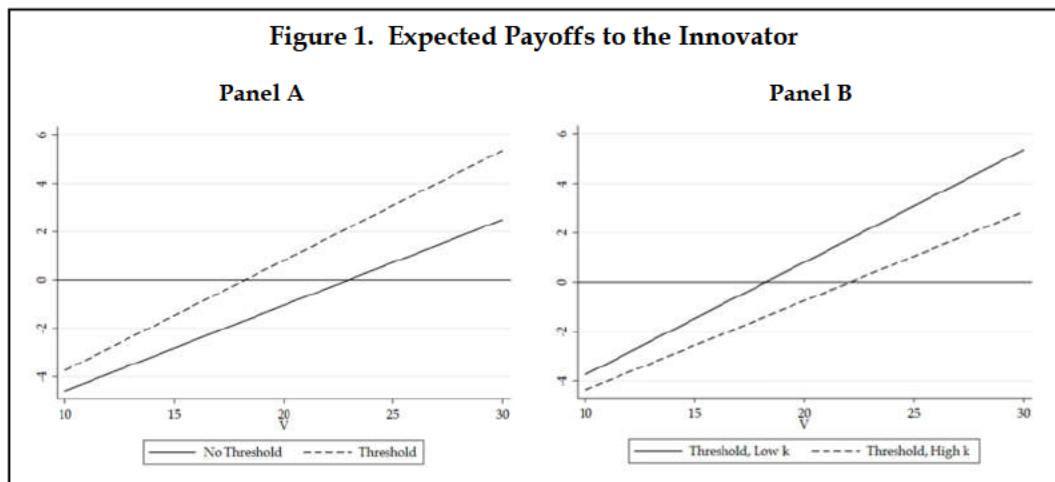 Figure 1. Expected Payoffs to the Innovator
Panel A
6
4
2
0
-2
-4
10
15
20
25
30
V
No Threshold
Threshold
Panel B
6
4
2
0
-2
-4
10
15
20
25
30
V
Threshold, Low k
Threshold, High k